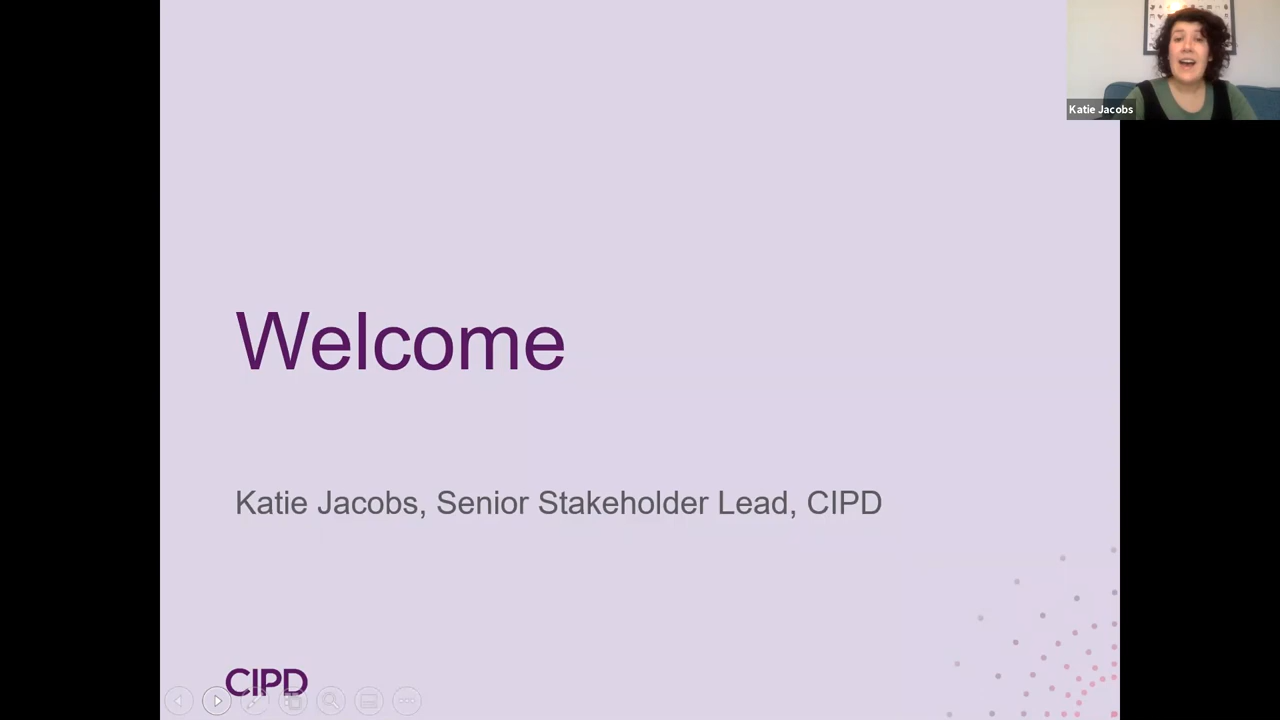 Katie Jacobs
Welcome
Katie Jacobs, Senior Stakeholder Lead, CIPD
CIPD